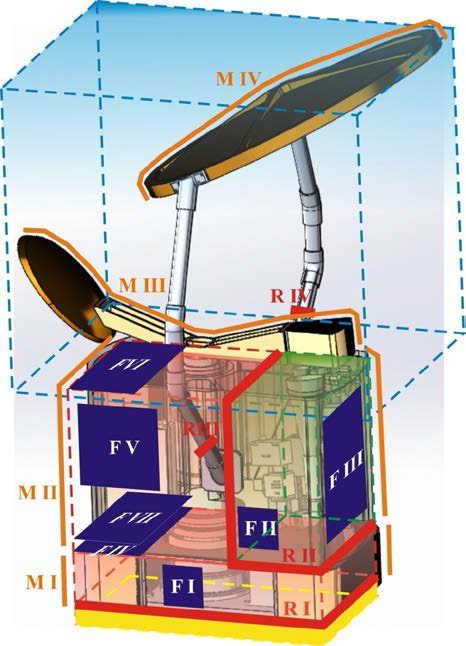 M IV
M III
R IV
F VI
R III
F V
F III
M II
F VII
F II
F IV
R II
M I
F I
R I